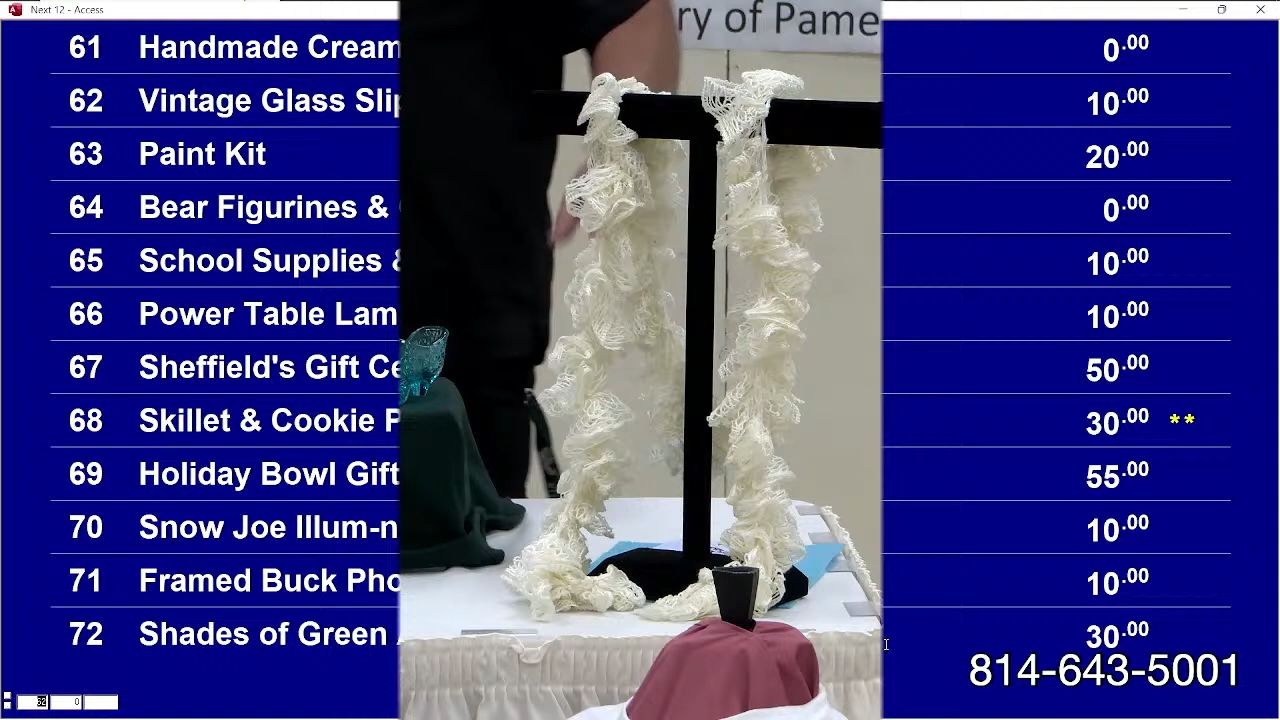 Next 12 - Access
ry of Pame
61 Handmade Cream 0.00
62 Vintage Glass Slip 10.00
63 Paint Kit 20.00
64 Bear Figurines & 0.00
65 School Supplies & 10.00
66 Power Table Lam 10.00
67 Sheffield's Gift Ce 50.00
68 Skillet & Cookie P 30.00 **
69 Holiday Bowl Gift 55.00
70 Snow Joe Illum-n 10.00
71 Framed Buck Pho 10.00
72 Shades of Green 30.00
814-643-5001
0